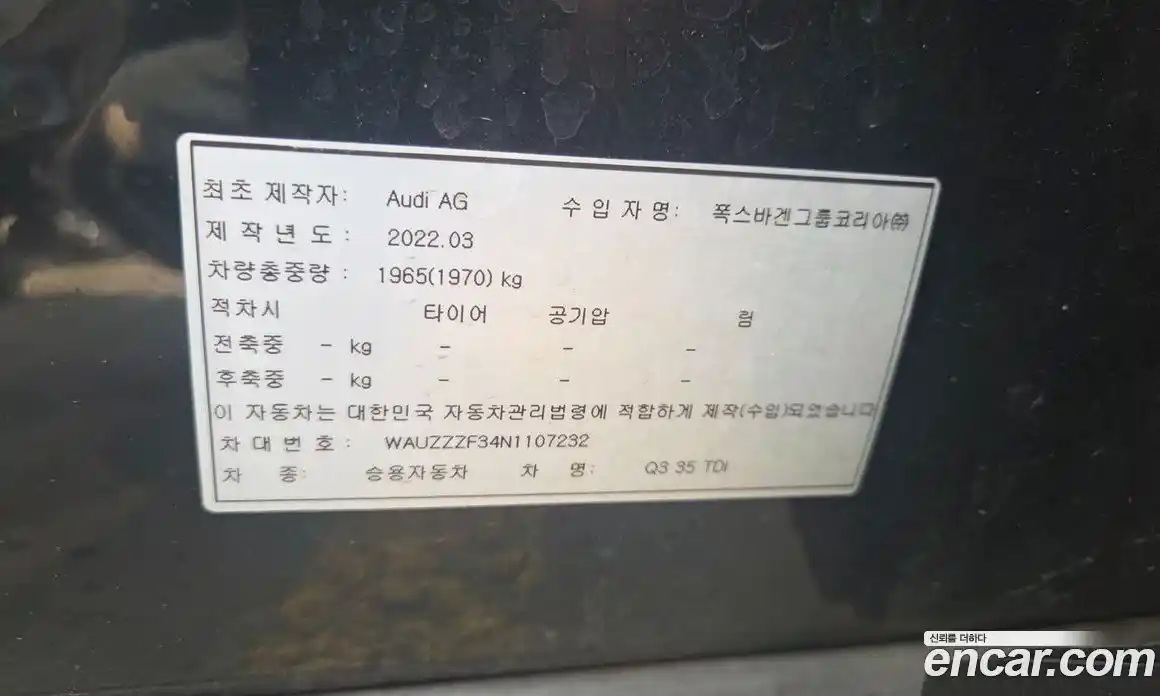 최초 제작자: Audi AG 수입자명: 폭스바겐그룹코리아㈜
제작년도: 2022.03
차량총중량: 1965(1970) kg
적차시 타이어 공기압 림
전축중 - kg - - -
후축중 - kg - - -
이 자동차는 대한민국 자동차관리법령에 적합하게 제작(수입)되었습니다
차대번호: WAUZZZF34N1107232
차 종: 승용자동차 차 명: Q3 35 TDI
신뢰를 더하다
encar.com